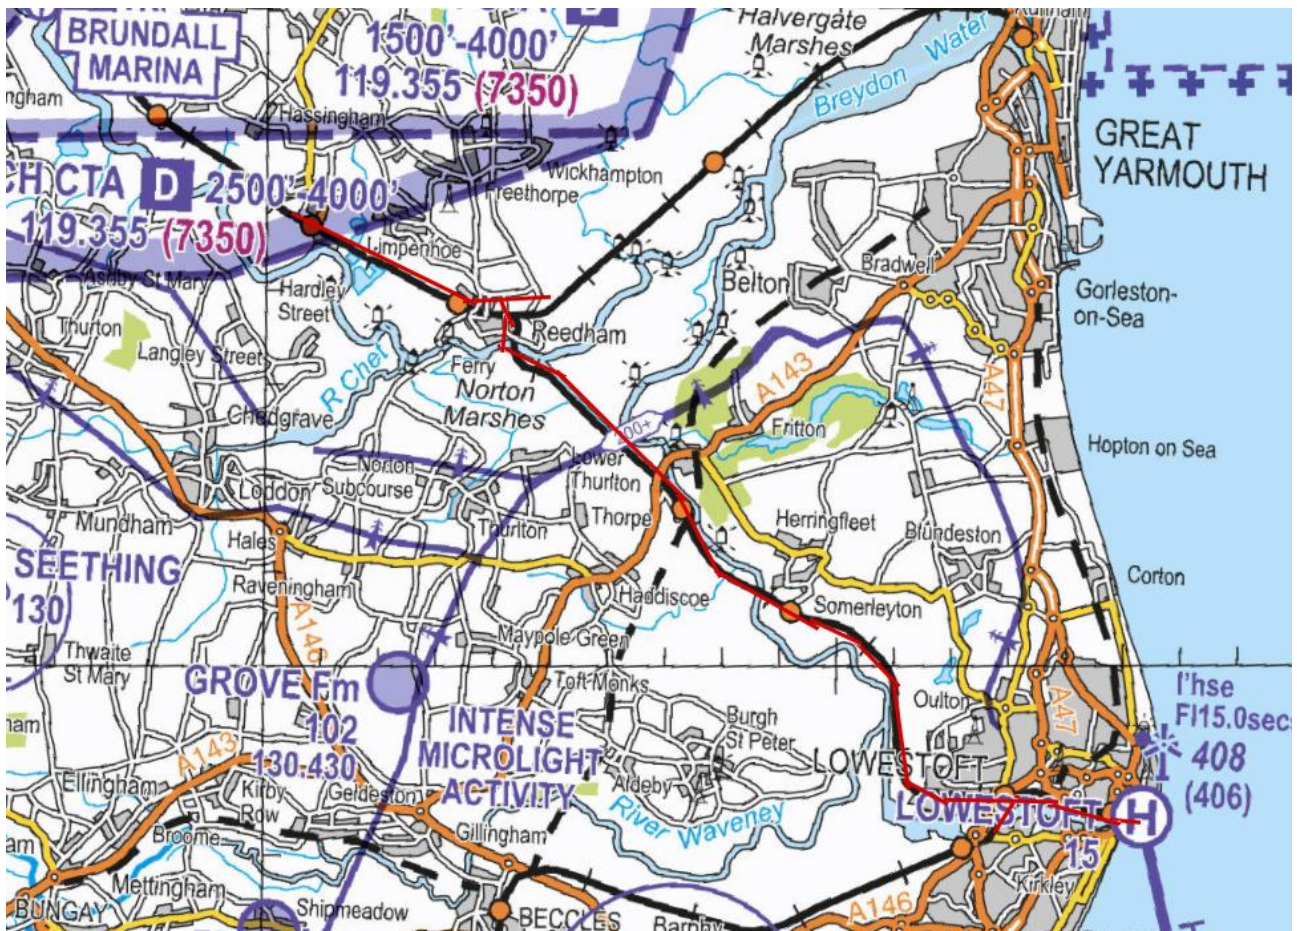 BRUNDALL
MARINA
1500'-4000'
119.355 (7350)
Halvergate
Marshes
Breydon Water
GREAT
YARMOUTH
Hassingham
Wickhampton
Freethorpe
CTA D 2500'-4000'
119.355 (7350)
Limpenhoe
Ashby St Mary
Hardley
Street
Belton
Bradwell
Gorleston-
on-Sea
Thurton
Langley Street
R Chet
Reedham
Ferry
Norton
Marshes
A143
A47
Chedgrave
200+
Fritton
Hopton on Sea
Norton
Subcourse
Lower
Thurlton
Loddon
Mundham
Thurlton
Thorpe
Herringfleet
Blundeston
Hales
SEETHING
130
Raveningham
Haddiscoe
Somerleyton
Corton
A146
Thwaite
St Mary
Maypole Green
GROVE Fm
102
130.430
Toft Monks
Oulton
A47
l'hse
Fl15.0secs
408
(406)
INTENSE
MICROLIGHT
ACTIVITY
Burgh
St Peter
LOWESTOFT
A143
Ellingham
Kirby
Row
Geldeston
Aldeby
River Waveney
LOWESTOFT
15
H
Broome
Gillingham
Mettingham
Kirkley
BUNGAY
Shipmeadow
BECCLES
Barnby
A146